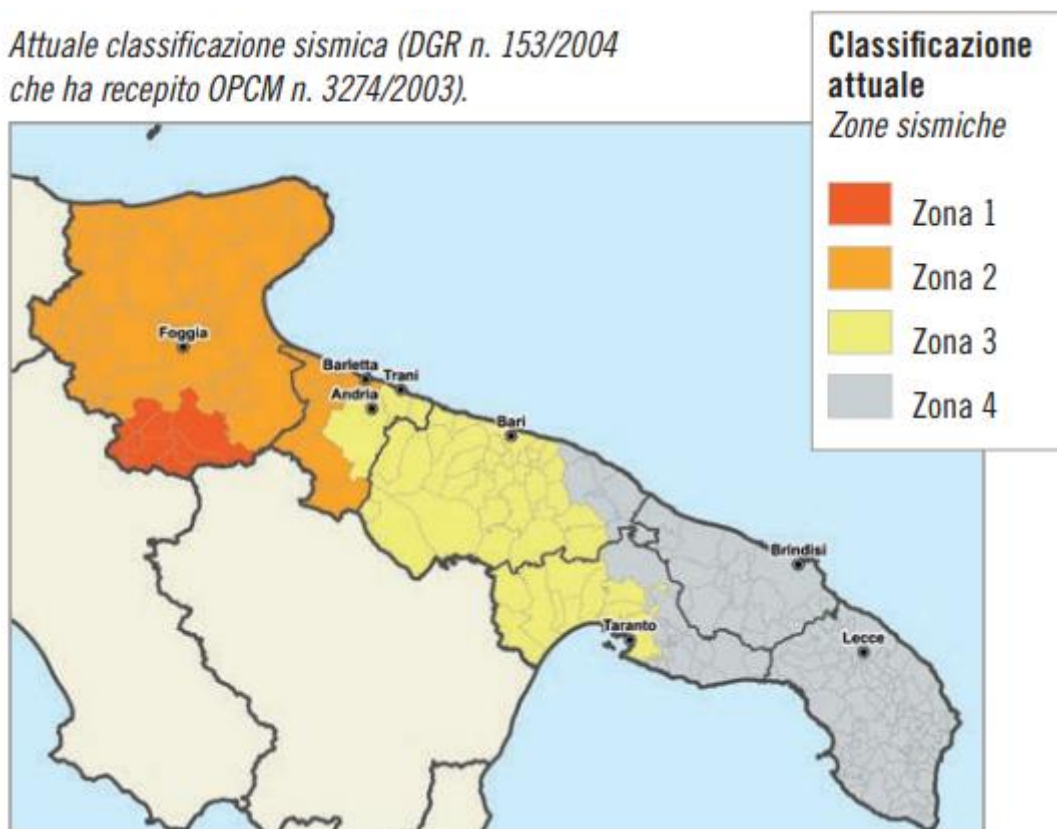 Attuale classificazione sismica (DGR n. 153/2004
che ha recepito OPCM n. 3274/2003).
Classificazione
attuale
Zone sismiche
Zona 1
Zona 2
Zona 3
Zona 4
Foggia
Barletta
Trani
Andria
Bari
Brindisi
Taranto
Lecce